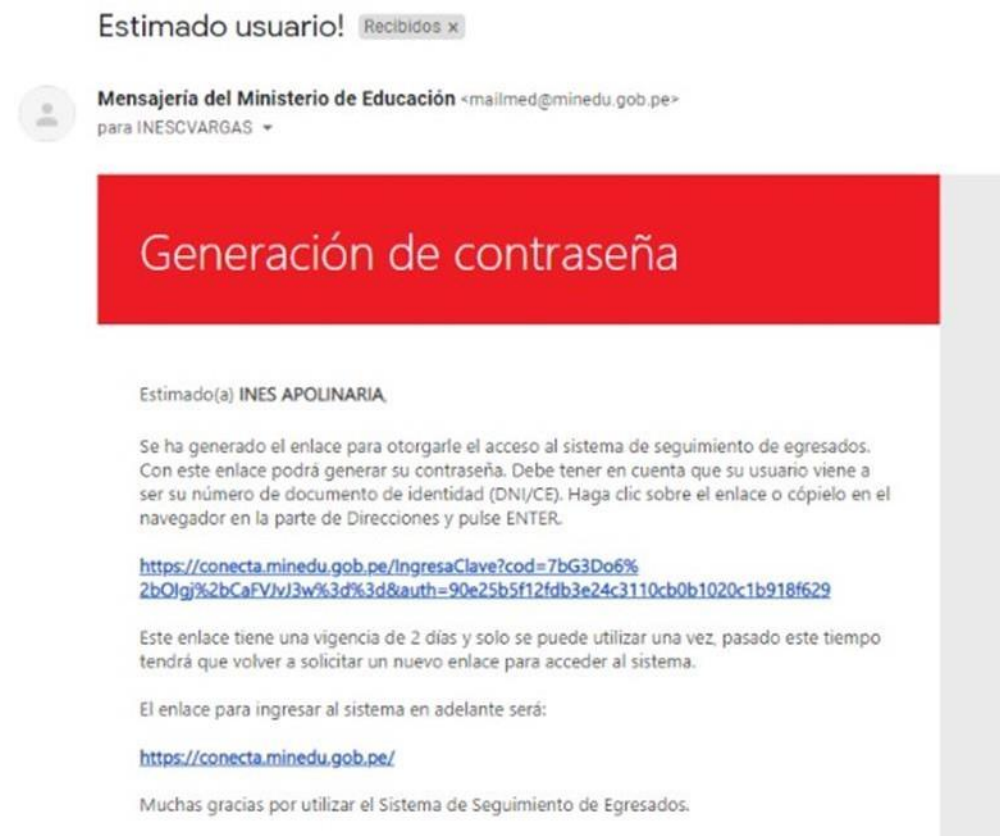 Estimado usuario! Recibidos x
Mensajería del Ministerio de Educación <mailmed@minedu.gob.pe>
para INESCVARGAS
Generación de contraseña
Estimado(a) INES APOLINARIA,
Se ha generado el enlace para otorgarle el acceso al sistema de seguimiento de egresados.
Con este enlace podrá generar su contraseña. Debe tener en cuenta que su usuario viene a
ser su número de documento de identidad (DNI/CE). Haga clic sobre el enlace o cópielo en el
navegador en la parte de Direcciones y pulse ENTER.
https://conecta.minedu.gob.pe/IngresaClave?cod=7bG3Do6%
2bOIgj%2bCaFVJvJ3w%3d%3d&auth=90e25b5f12fdb3e24c3110cb0b1020c1b918f629
Este enlace tiene una vigencia de 2 días y solo se puede utilizar una vez, pasado este tiempo
tendrá que volver a solicitar un nuevo enlace para acceder al sistema.
El enlace para ingresar al sistema en adelante será:
https://conecta.minedu.gob.pe/
Muchas gracias por utilizar el Sistema de Seguimiento de Egresados.